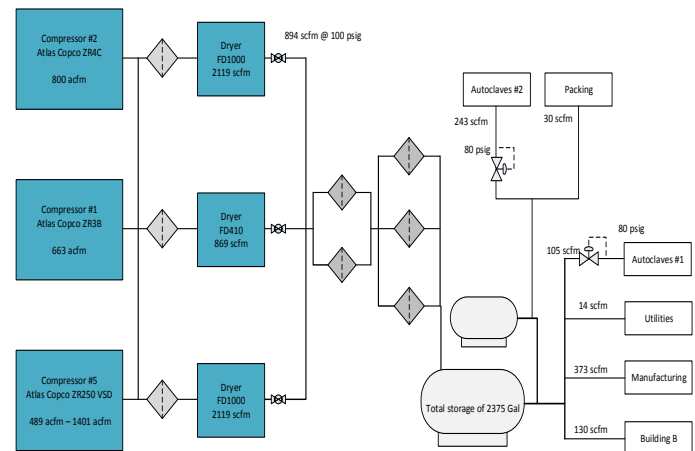 Compressor #2
Atlas Copco ZR4C
800 acfm
Dryer
FD1000
2119 scfm
894 scfm @ 100 psig
Autoclaves #2
Packing
243 scfm
30 scfm
80 psig
Compressor #1
Atlas Copco ZR3B
663 acfm
Dryer
FD410
869 scfm
80 psig
105 scfm
Autoclaves #1
14 scfm
Utilities
Compressor #5
Atlas Copco ZR250 VSD
489 acfm – 1401 acfm
Dryer
FD1000
2119 scfm
Total storage of 2375 Gal
373 scfm
Manufacturing
130 scfm
Building B